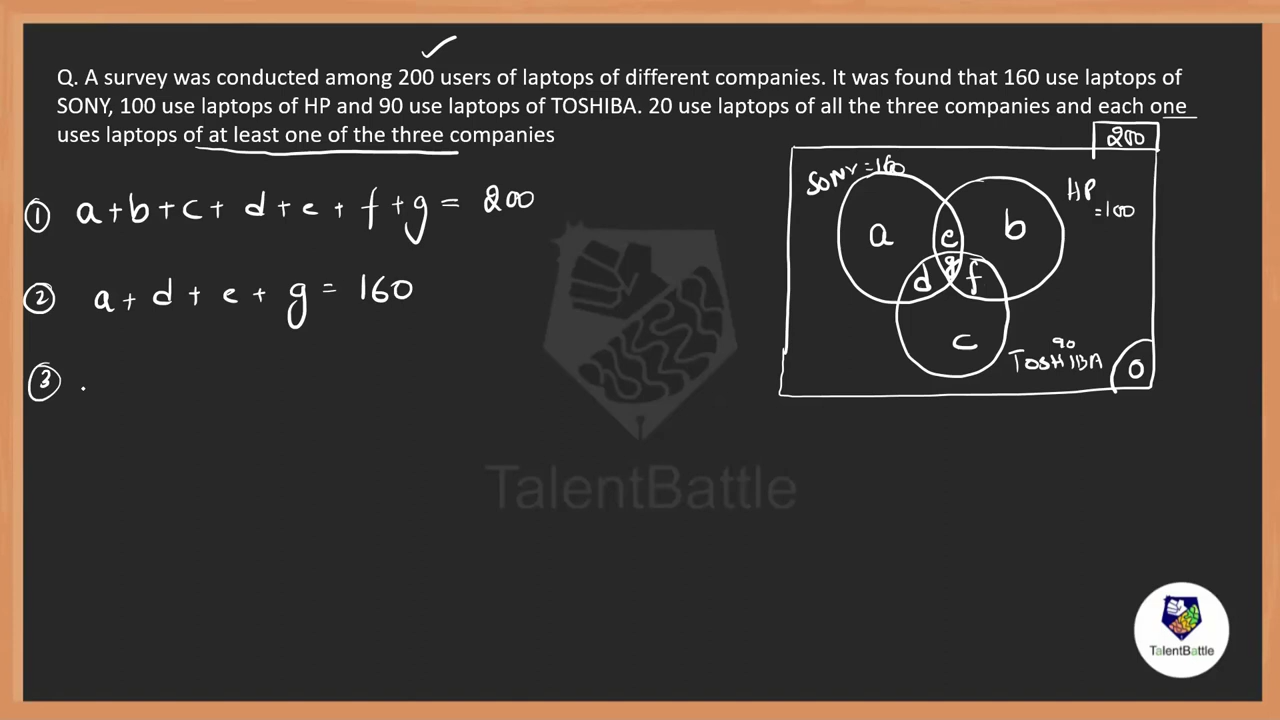 Q. A survey was conducted among 200 users of laptops of different companies. It was found that 160 use laptops of
SONY, 100 use laptops of HP and 90 use laptops of TOSHIBA. 20 use laptops of all the three companies and each one
uses laptops of at least one of the three companies
200
SONY = 160
HP
= 100
① a + b + c + d + e + f + g = 200
a
e
b
g
d
f
② a + d + e + g = 160
c
90
TOSHIBA
0
③
TalentBattle
TalentBattle